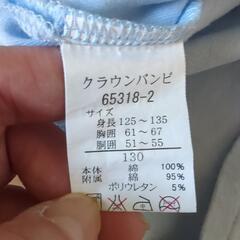 クラウンバンビ
65318-2
サイズ
身長 125～135
胸囲 61～67
胴囲 51～55
130
本体 綿 100%
附属 綿 95%
ポリウレタン 5%